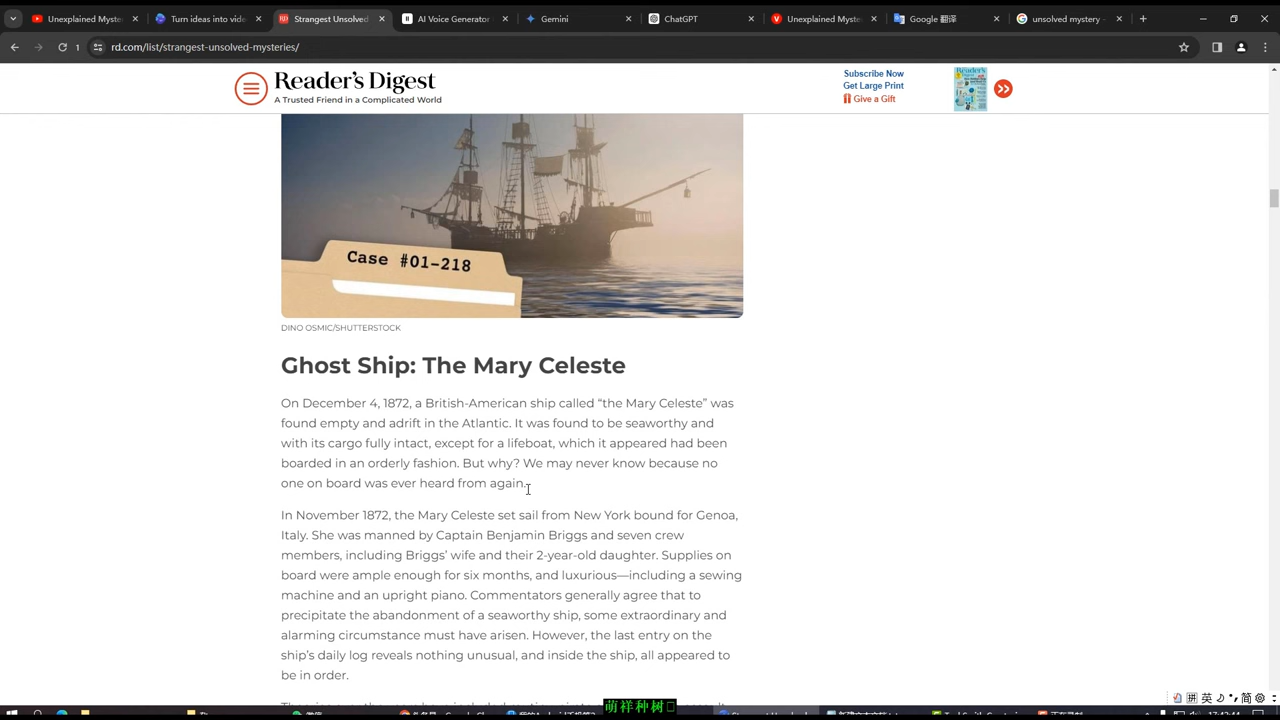 Unexplained Myste
Turn ideas into vide
Strangest Unsolved
AI Voice Generator
Gemini
ChatGPT
Unexplained Myste
Google 翻译
unsolved mystery -
1
rd.com/list/strangest-unsolved-mysteries/
Reader's Digest
A Trusted Friend in a Complicated World
Subscribe Now
Get Large Print
Give a Gift
Case #01-218
DINO OSMIC/SHUTTERSTOCK
Ghost Ship: The Mary Celeste
On December 4, 1872, a British-American ship called “the Mary Celeste” was
found empty and adrift in the Atlantic. It was found to be seaworthy and
with its cargo fully intact, except for a lifeboat, which it appeared had been
boarded in an orderly fashion. But why? We may never know because no
one on board was ever heard from again.
In November 1872, the Mary Celeste set sail from New York bound for Genoa,
Italy. She was manned by Captain Benjamin Briggs and seven crew
members, including Briggs’ wife and their 2-year-old daughter. Supplies on
board were ample enough for six months, and luxurious—including a sewing
machine and an upright piano. Commentators generally agree that to
precipitate the abandonment of a seaworthy ship, some extraordinary and
alarming circumstance must have arisen. However, the last entry on the
ship’s daily log reveals nothing unusual, and inside the ship, all appeared to
be in order.
拼 英 简
萌祥种树